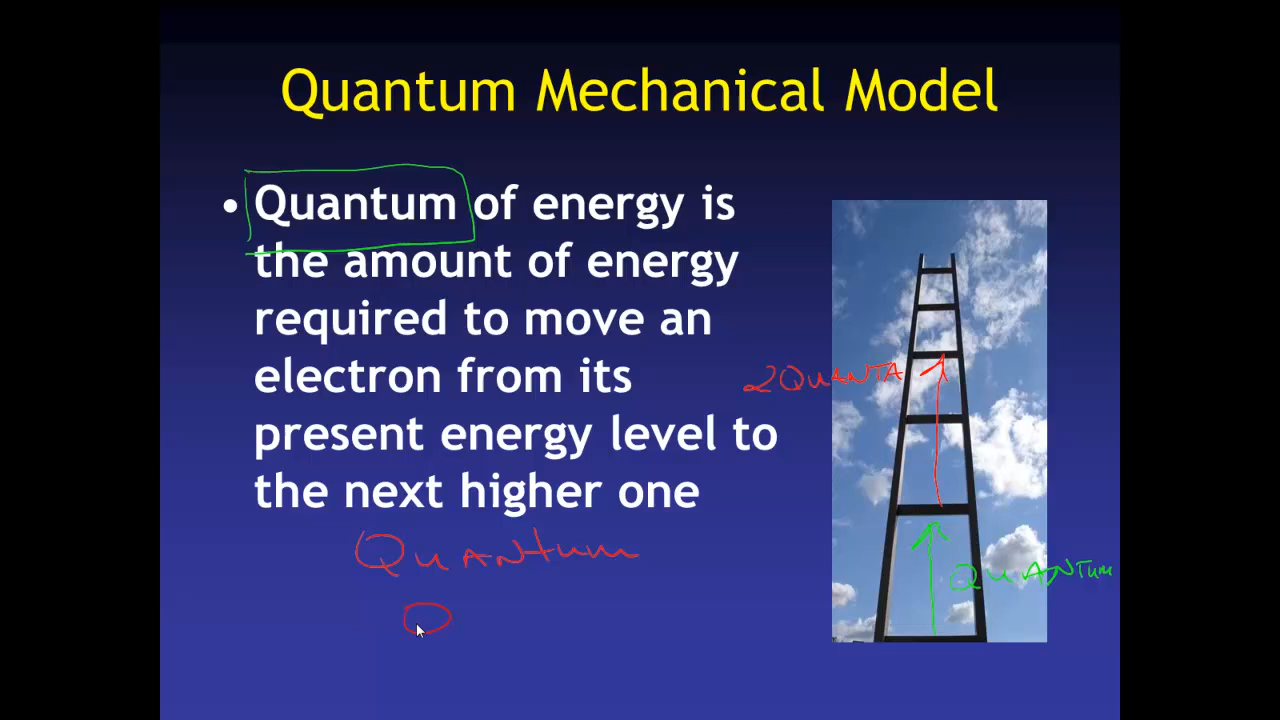 Quantum Mechanical Model
• Quantum of energy is
the amount of energy
required to move an
electron from its
present energy level to
the next higher one
2QUANTA
QUANTUM
QUANTUM